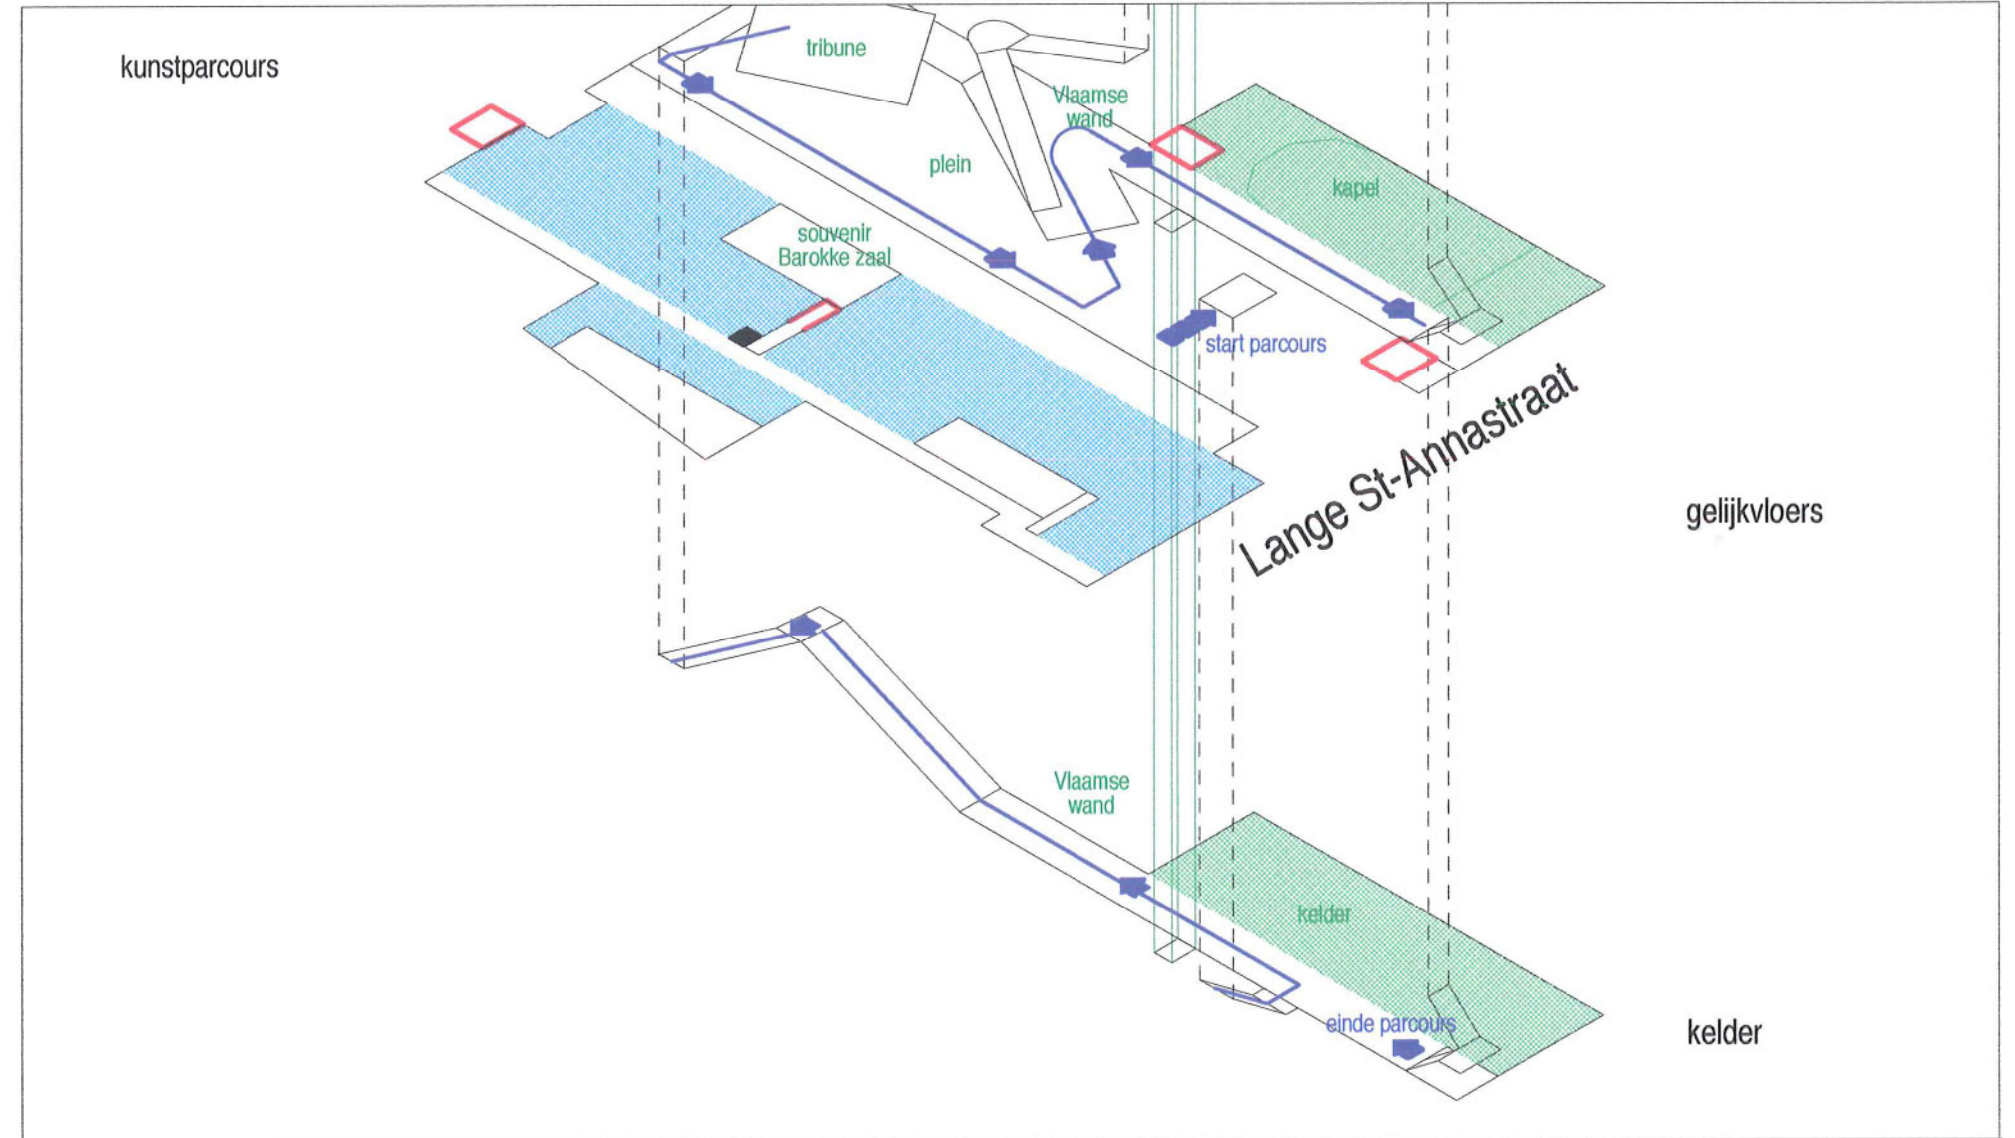 kunstparcours
tribune
Vlaamse
wand
plein
kapel
souvenir
Barokke zaal
start parcours
Lange St-Annastraat
gelijkvloers
Vlaamse
wand
kelder
einde parcours
kelder